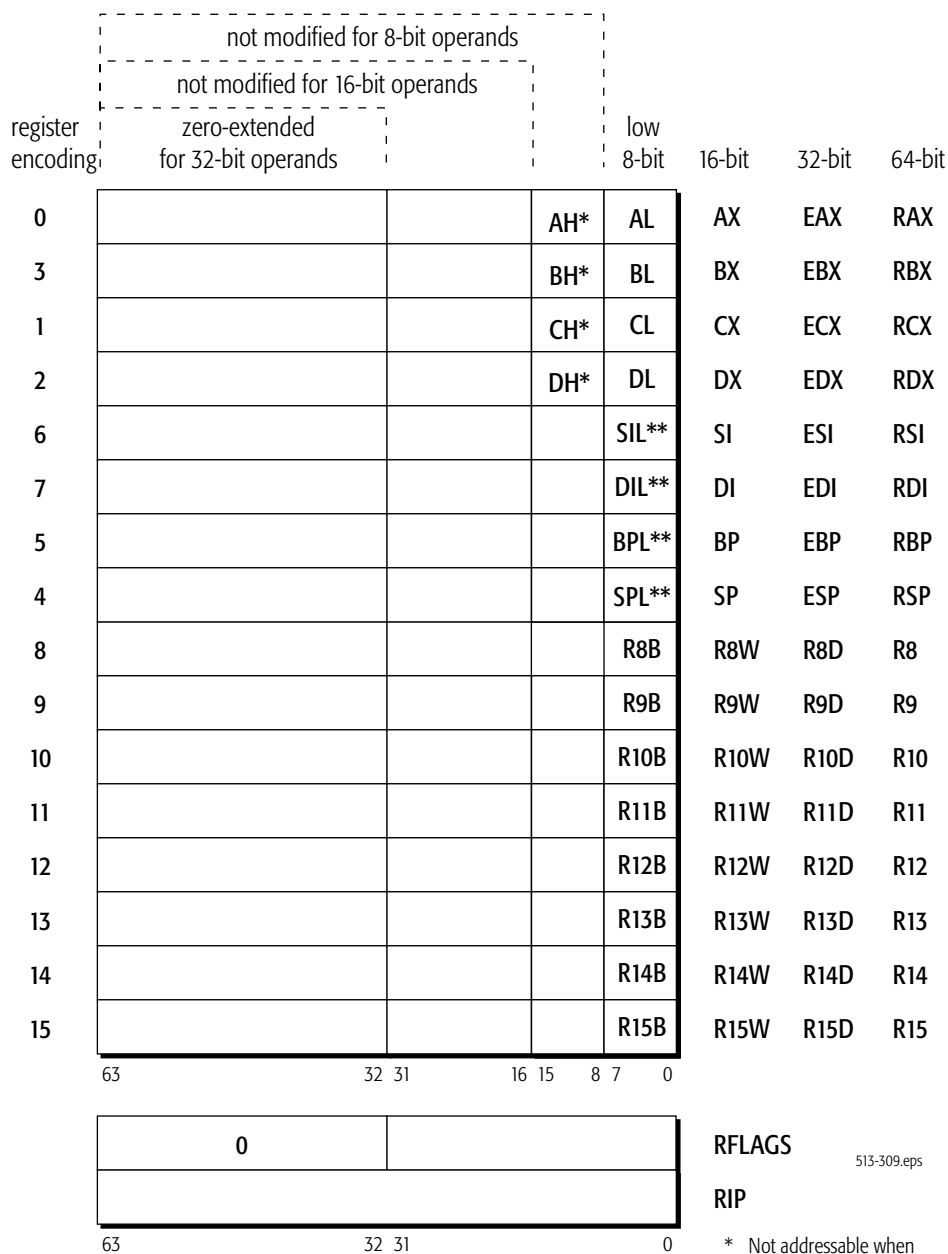 not modified for 8-bit operands
not modified for 16-bit operands
register encoding
zero-extended for 32-bit operands
low 8-bit 16-bit 32-bit 64-bit
0 AH* AL AX EAX RAX
3 BH* BL BX EBX RBX
1 CH* CL CX ECX RCX
2 DH* DL DX EDX RDX
6 SIL** SI ESI RSI
7 DIL** DI EDI RDI
5 BPL** BP EBP RBP
4 SPL** SP ESP RSP
8 R8B R8W R8D R8
9 R9B R9W R9D R9
10 R10B R10W R10D R10
11 R11B R11W R11D R11
12 R12B R12W R12D R12
13 R13B R13W R13D R13
14 R14B R14W R14D R14
15 R15B R15W R15D R15
63 32 31 16 15 8 7 0
0 RFLAGS
513-309.eps
RIP
63 32 31 0
* Not addressable when